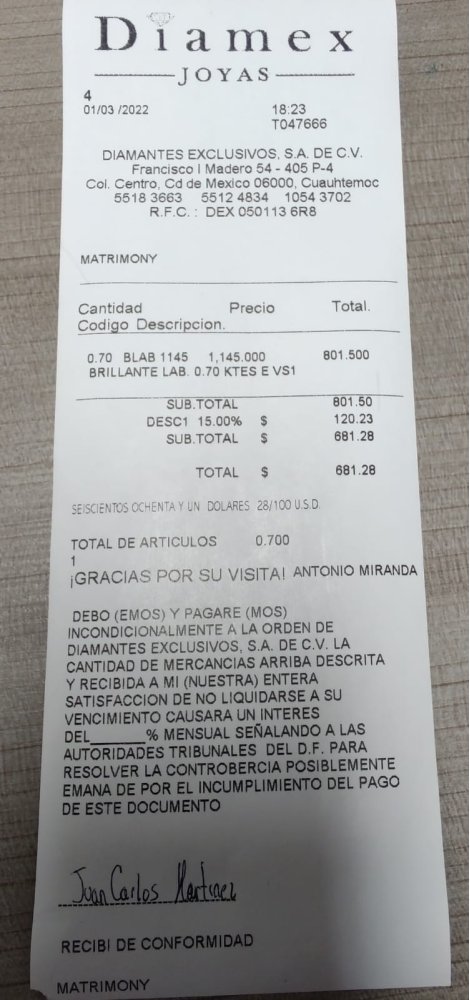 Diamex
JOYAS
4
01/03 /2022 18:23
T047666
DIAMANTES EXCLUSIVOS, S.A. DE C.V.
Francisco I Madero 54 - 405 P-4
Col. Centro, Cd de Mexico 06000, Cuauhtemoc
5518 3663 5512 4834 1054 3702
R.F.C. : DEX 050113 6R8
MATRIMONY
Cantidad Precio Total.
Codigo Descripcion.
0.70 BLAB 1145 1,145.000 801.500
BRILLANTE LAB. 0.70 KTES E VS1
SUB.TOTAL 801.50
DESC1 15.00% $ 120.23
SUB.TOTAL $ 681.28
TOTAL $ 681.28
SEISCIENTOS OCHENTA Y UN DOLARES 28/100 U.S.D.
TOTAL DE ARTICULOS 0.700
1
¡GRACIAS POR SU VISITA! ANTONIO MIRANDA
DEBO (EMOS) Y PAGARE (MOS)
INCONDICIONALMENTE A LA ORDEN DE
DIAMANTES EXCLUSIVOS, S.A. DE C.V. LA
CANTIDAD DE MERCANCIAS ARRIBA DESCRITA
Y RECIBIDA A MI (NUESTRA) ENTERA
SATISFACCION DE NO LIQUIDARSE A SU
VENCIMIENTO CAUSARA UN INTERES
DEL______% MENSUAL SEÑALANDO A LAS
AUTORIDADES TRIBUNALES DEL D.F. PARA
RESOLVER LA CONTROBERCIA POSIBLEMENTE
EMANA DE POR EL INCUMPLIMIENTO DEL PAGO
DE ESTE DOCUMENTO
Juan Carlos Martinez
RECIBI DE CONFORMIDAD
MATRIMONY